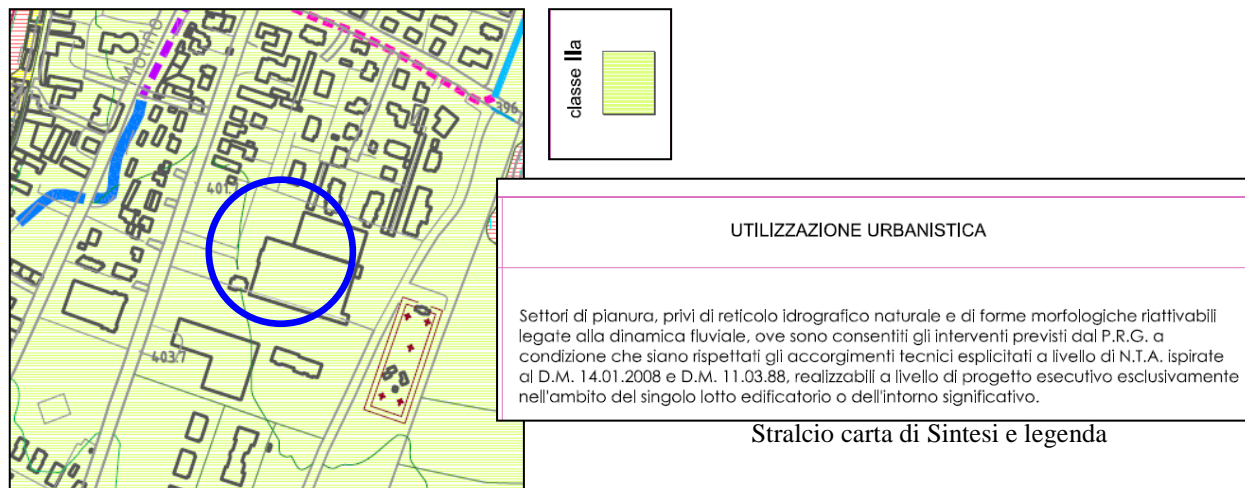 Molino
396
401.7
403.7
classe IIa
UTILIZZAZIONE URBANISTICA
Settori di pianura, privi di reticolo idrografico naturale e di forme morfologiche riattivabili
legate alla dinamica fluviale, ove sono consentiti gli interventi previsti dal P.R.G. a
condizione che siano rispettati gli accorgimenti tecnici esplicitati a livello di N.T.A. ispirate
al D.M. 14.01.2008 e D.M. 11.03.88, realizzabili a livello di progetto esecutivo esclusivamente
nell'ambito del singolo lotto edificatorio o dell'intorno significativo.
Stralcio carta di Sintesi e legenda